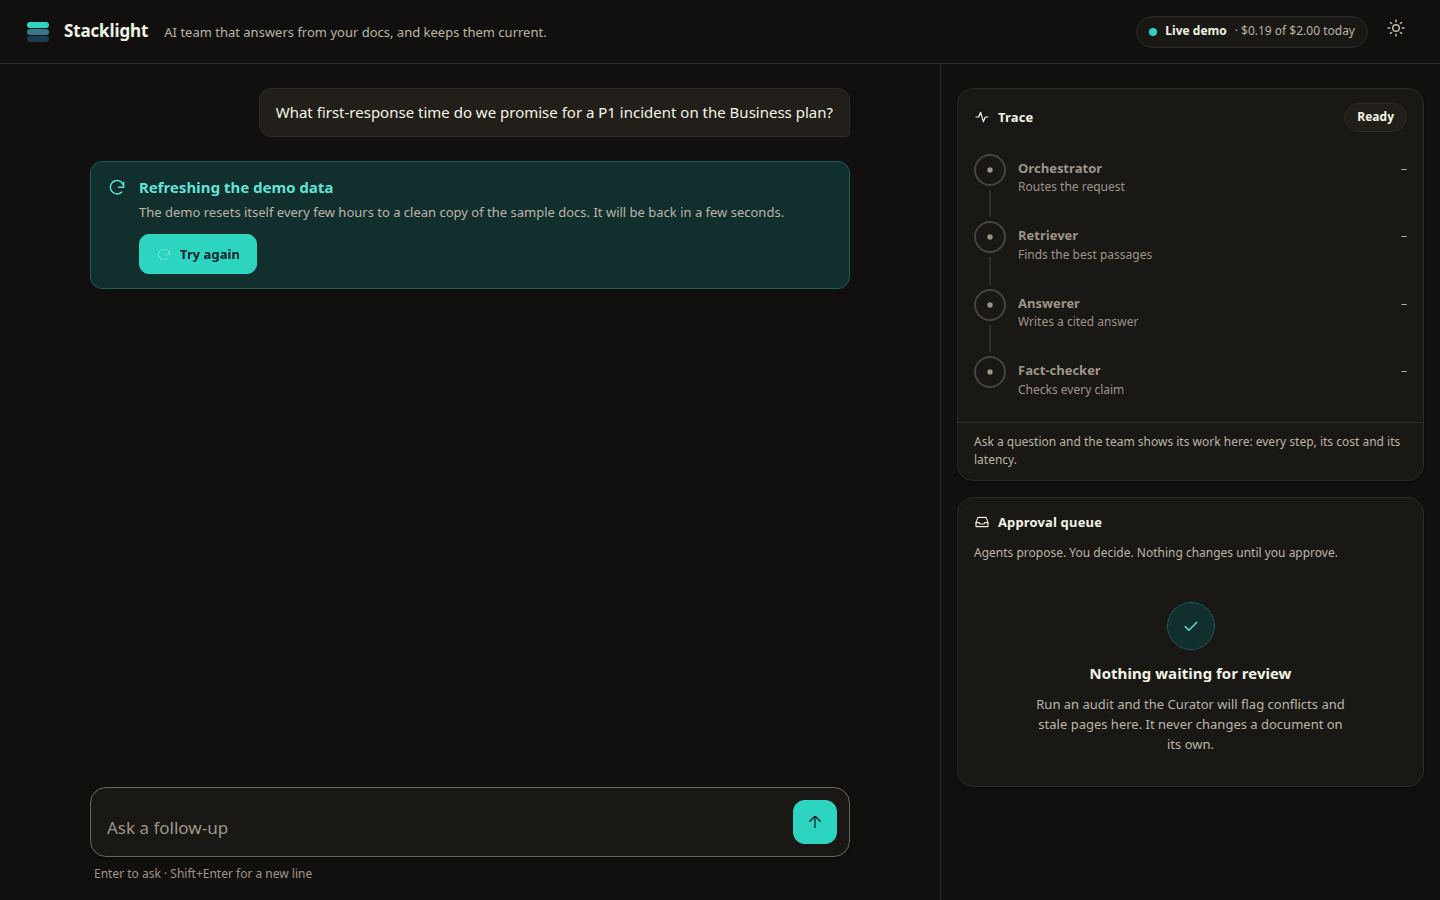 Stacklight
AI team that answers from your docs, and keeps them current.
Live demo · $0.19 of $2.00 today
What first-response time do we promise for a P1 incident on the Business plan?
Refreshing the demo data
The demo resets itself every few hours to a clean copy of the sample docs. It will be back in a few seconds.
Try again
Ask a follow-up
Enter to ask · Shift+Enter for a new line
Trace
Ready
Orchestrator –
Routes the request
Retriever –
Finds the best passages
Answerer –
Writes a cited answer
Fact-checker –
Checks every claim
Ask a question and the team shows its work here: every step, its cost and its
latency.
Approval queue
Agents propose. You decide. Nothing changes until you approve.
Nothing waiting for review
Run an audit and the Curator will flag conflicts and
stale pages here. It never changes a document on
its own.